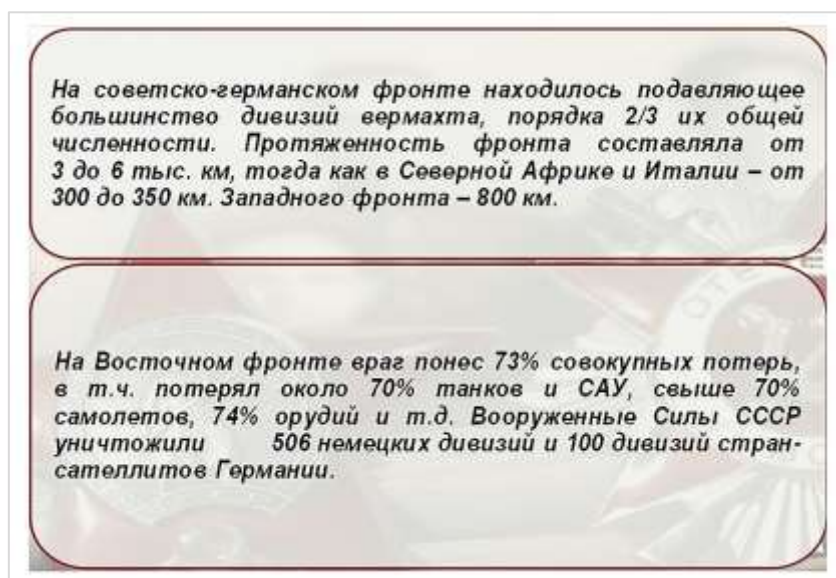 На советско-германском фронте находилось подавляющее
большинство дивизий вермахта, порядка 2/3 их общей
численности. Протяженность фронта составляла от
3 до 6 тыс. км, тогда как в Северной Африке и Италии – от
300 до 350 км. Западного фронта – 800 км.
На Восточном фронте враг понес 73% совокупных потерь,
в т.ч. потерял около 70% танков и САУ, свыше 70%
самолетов, 74% орудий и т.д. Вооруженные Силы СССР
уничтожили 506 немецких дивизий и 100 дивизий стран-
сателлитов Германии.